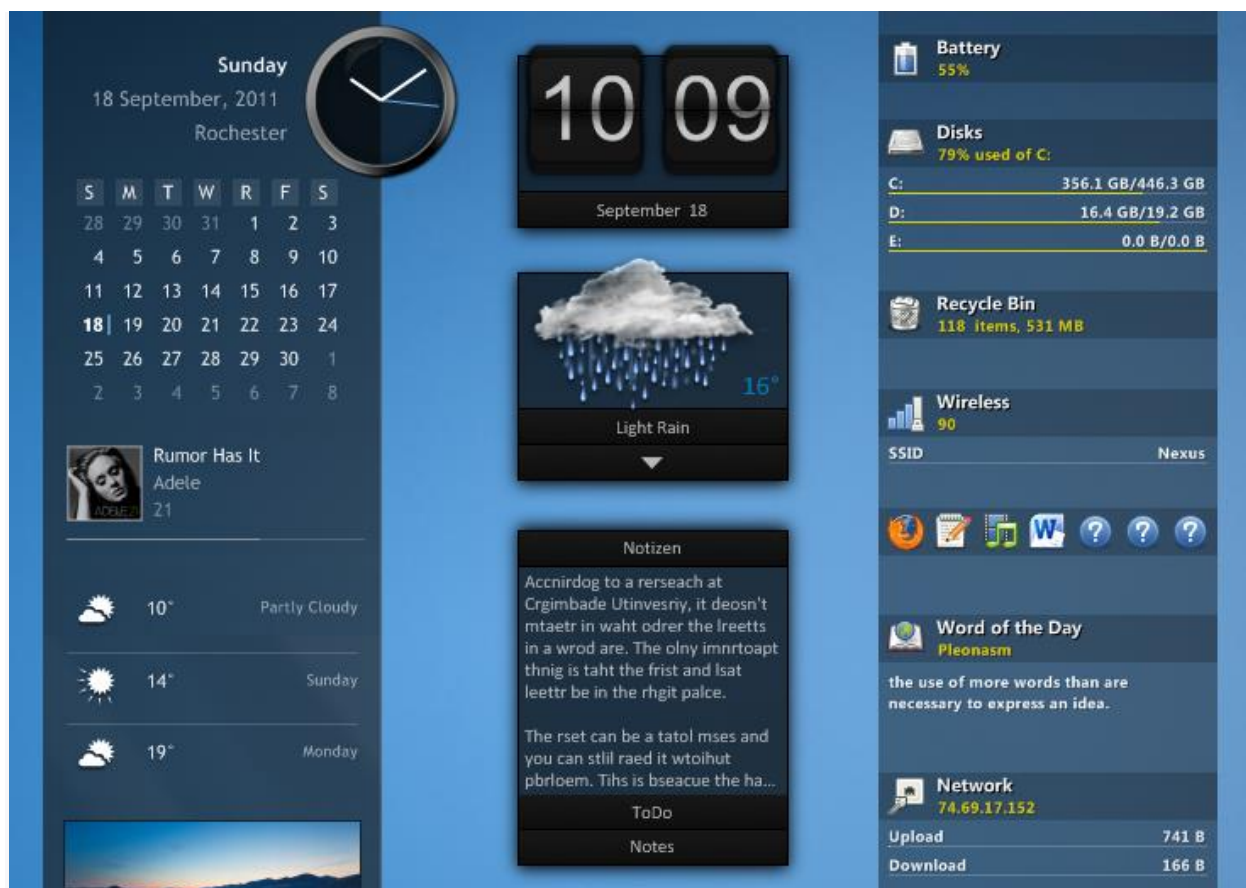 Sunday
18 September, 2011
Rochester
S M T W R F S
28 29 30 31 1 2 3
4 5 6 7 8 9 10
11 12 13 14 15 16 17
18 19 20 21 22 23 24
25 26 27 28 29 30 1
2 3 4 5 6 7 8
Rumor Has It
Adele
21
ADELE 21
10° Partly Cloudy
14° Sunday
19° Monday
10 09
September 18
16°
Light Rain
Notizen
Accnirdog to a rerseach at
Crgimbade Utinvesriy, it deosn't
mtaetr in waht odrer the lreetts
in a wrod are. The olny imnrtoapt
thnig is taht the frist and lsat
leettr be in the rhgit palce.
The rset can be a tatol mses and
you can stlil raed it wtoihut
pbrloem. Tihs is bseacue the ha...
ToDo
Notes
Battery
55%
Disks
79% used of C:
C: 356.1 GB/446.3 GB
D: 16.4 GB/19.2 GB
E: 0.0 B/0.0 B
Recycle Bin
118 items, 531 MB
Wireless
90
SSID Nexus
W ? ? ?
Word of the Day
Pleonasm
the use of more words than are
necessary to express an idea.
Network
74.69.17.152
Upload 741 B
Download 166 B